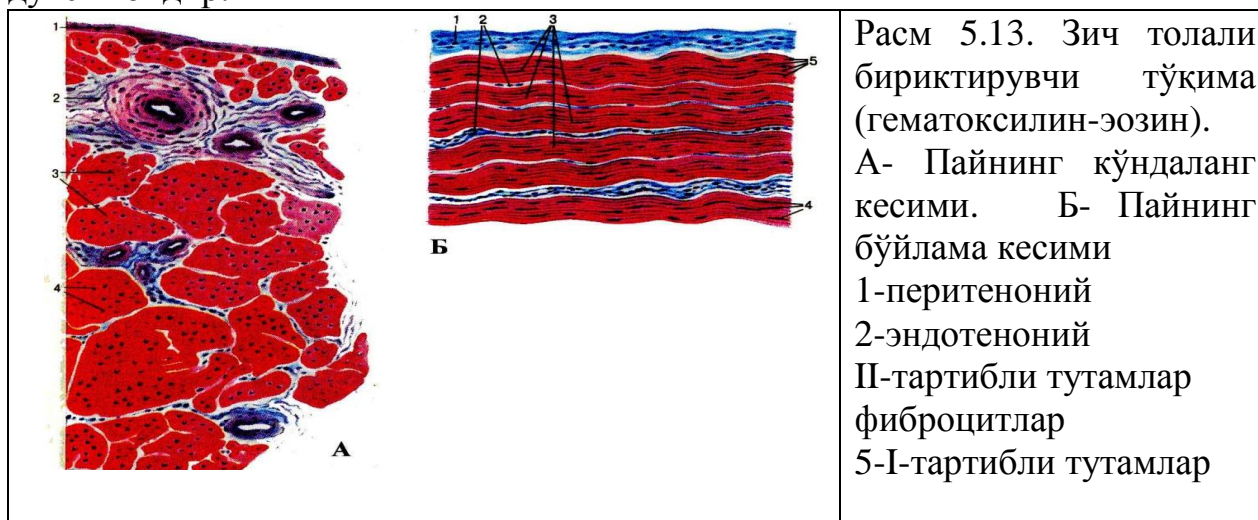 1
2
3
4
А
1 2 3
5
4
Б
Расм 5.13. Зич толали
бириктирувчи тўқима
(гематоксилин-эозин).
А- Пайнинг кўндаланг
кесими. Б- Пайнинг
бўйлама кесими
1-перитеноний
2-эндотеноний
II-тартибли тутамлар
фиброцитлар
5-I-тартибли тутамлар